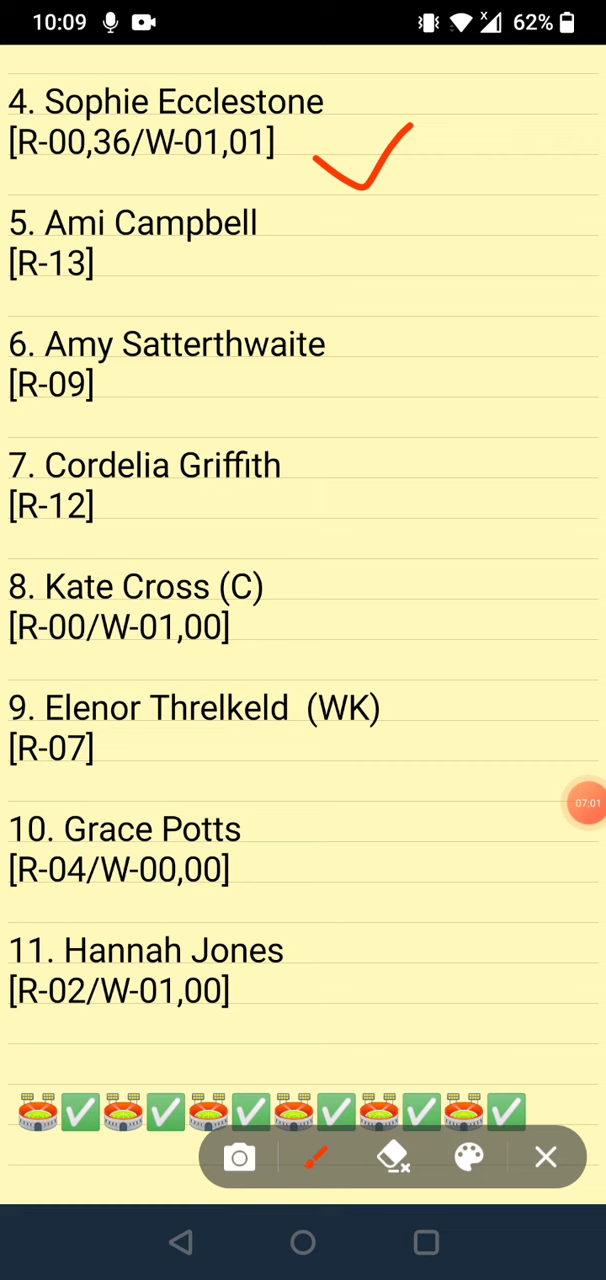 10:09 62%
4. Sophie Ecclestone
[R-00,36/W-01,01]
5. Ami Campbell
[R-13]
6. Amy Satterthwaite
[R-09]
7. Cordelia Griffith
[R-12]
8. Kate Cross (C)
[R-00/W-01,00]
9. Elenor Threlkeld (WK)
[R-07]
07:01
10. Grace Potts
[R-04/W-00,00]
11. Hannah Jones
[R-02/W-01,00]